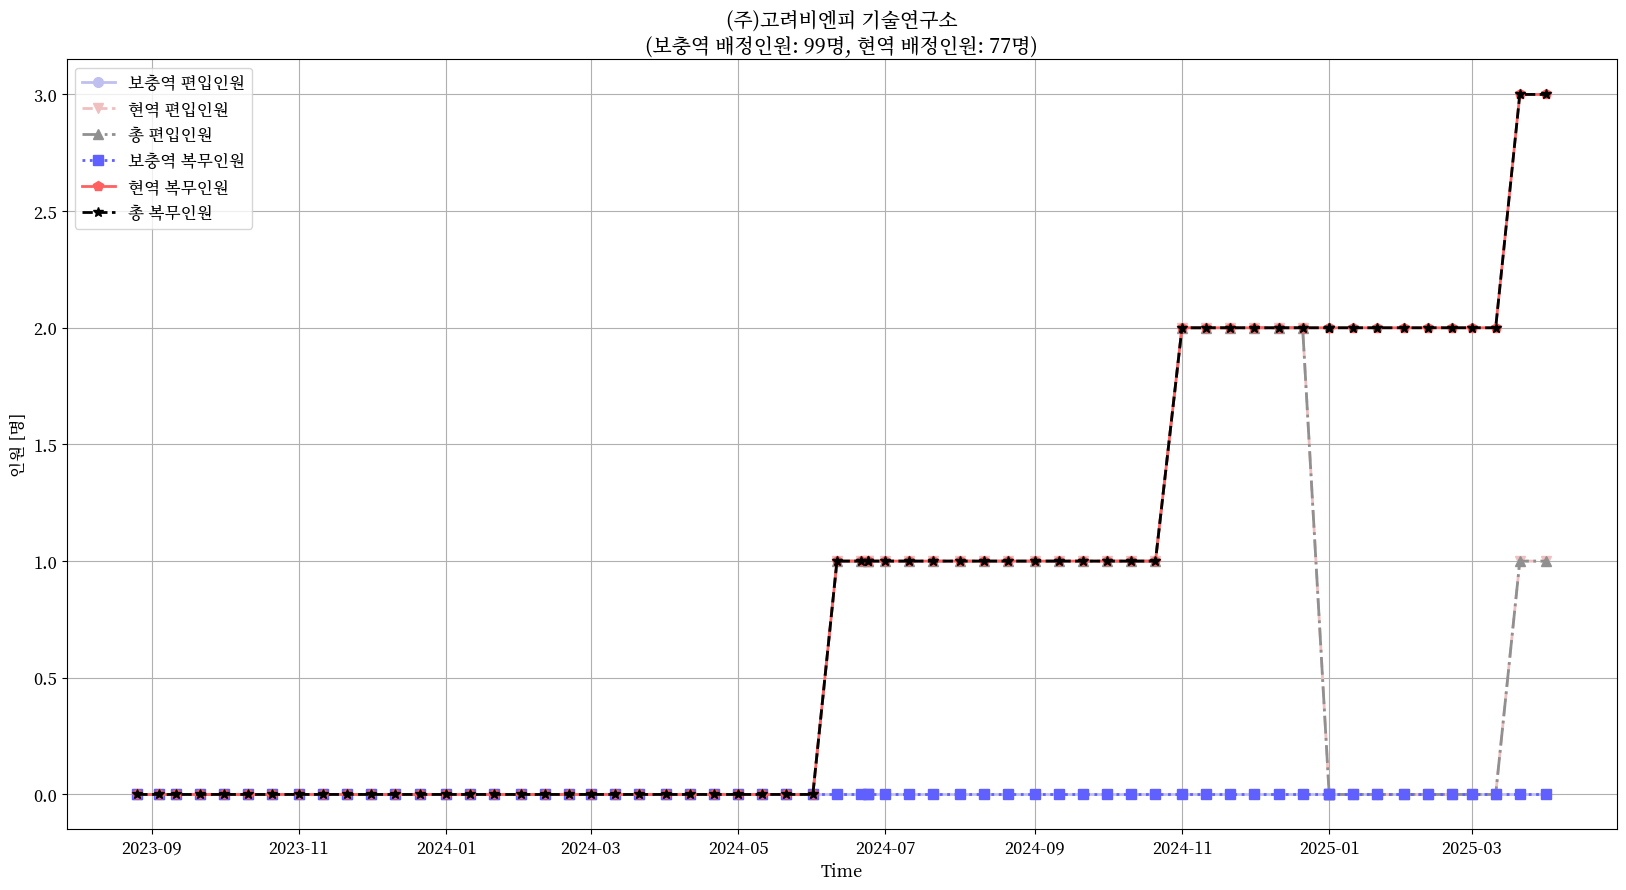 (주)고려비엔피 기술연구소
(보충역 배정인원: 99명, 현역 배정인원: 77명)
보충역 편입인원
현역 편입인원
총 편입인원
보충역 복무인원
현역 복무인원
총 복무인원
인원 [명]
3.0
2.5
2.0
1.5
1.0
0.5
0.0
2023-09 2023-11 2024-01 2024-03 2024-05 2024-07 2024-09 2024-11 2025-01 2025-03
Time